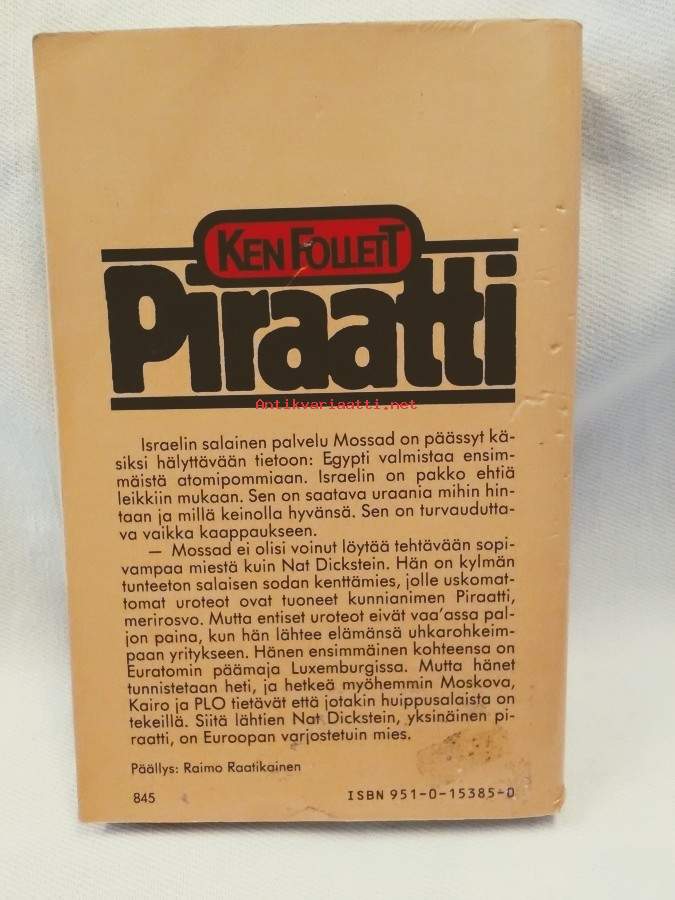 KEN FOLLETT
Piraatti
Antikvariaatti.net
Israelin salainen palvelu Mossad on päässyt kä-
siksi hälyttävään tietoon: Egypti valmistaa ensim-
mäistä atomipommiaan. Israelin on pakko ehtiä
leikkiin mukaan. Sen on saatava uraania mihin hin-
taan ja millä keinolla hyvänsä. Sen on turvaudutta-
va vaikka kaappaukseen.
— Mossad ei olisi voinut löytää tehtävään sopi-
vampaa miestä kuin Nat Dickstein. Hän on kylmän
tunteeton salaisen sodan kenttämies, jolle uskomat-
tomat uroteot ovat tuoneet kunnianimen Piraatti,
merirosvo. Mutta entiset uroteot eivät vaa'assa pal-
jon paina, kun hän lähtee elämänsä uhkarohkeim-
paan yritykseen. Hänen ensimmäinen kohteensa on
Euratomin päämaja Luxemburgissa. Mutta hänet
tunnistetaan heti, ja hetkeä myöhemmin Moskova,
Kairo ja PLO tietävät että jotakin huippusalaista on
tekeillä. Siitä lähtien Nat Dickstein, yksinäinen pi-
raatti, on Euroopan varjostetuin mies.
Päällys: Raimo Raatikainen
845
ISBN 951-0-15385-0